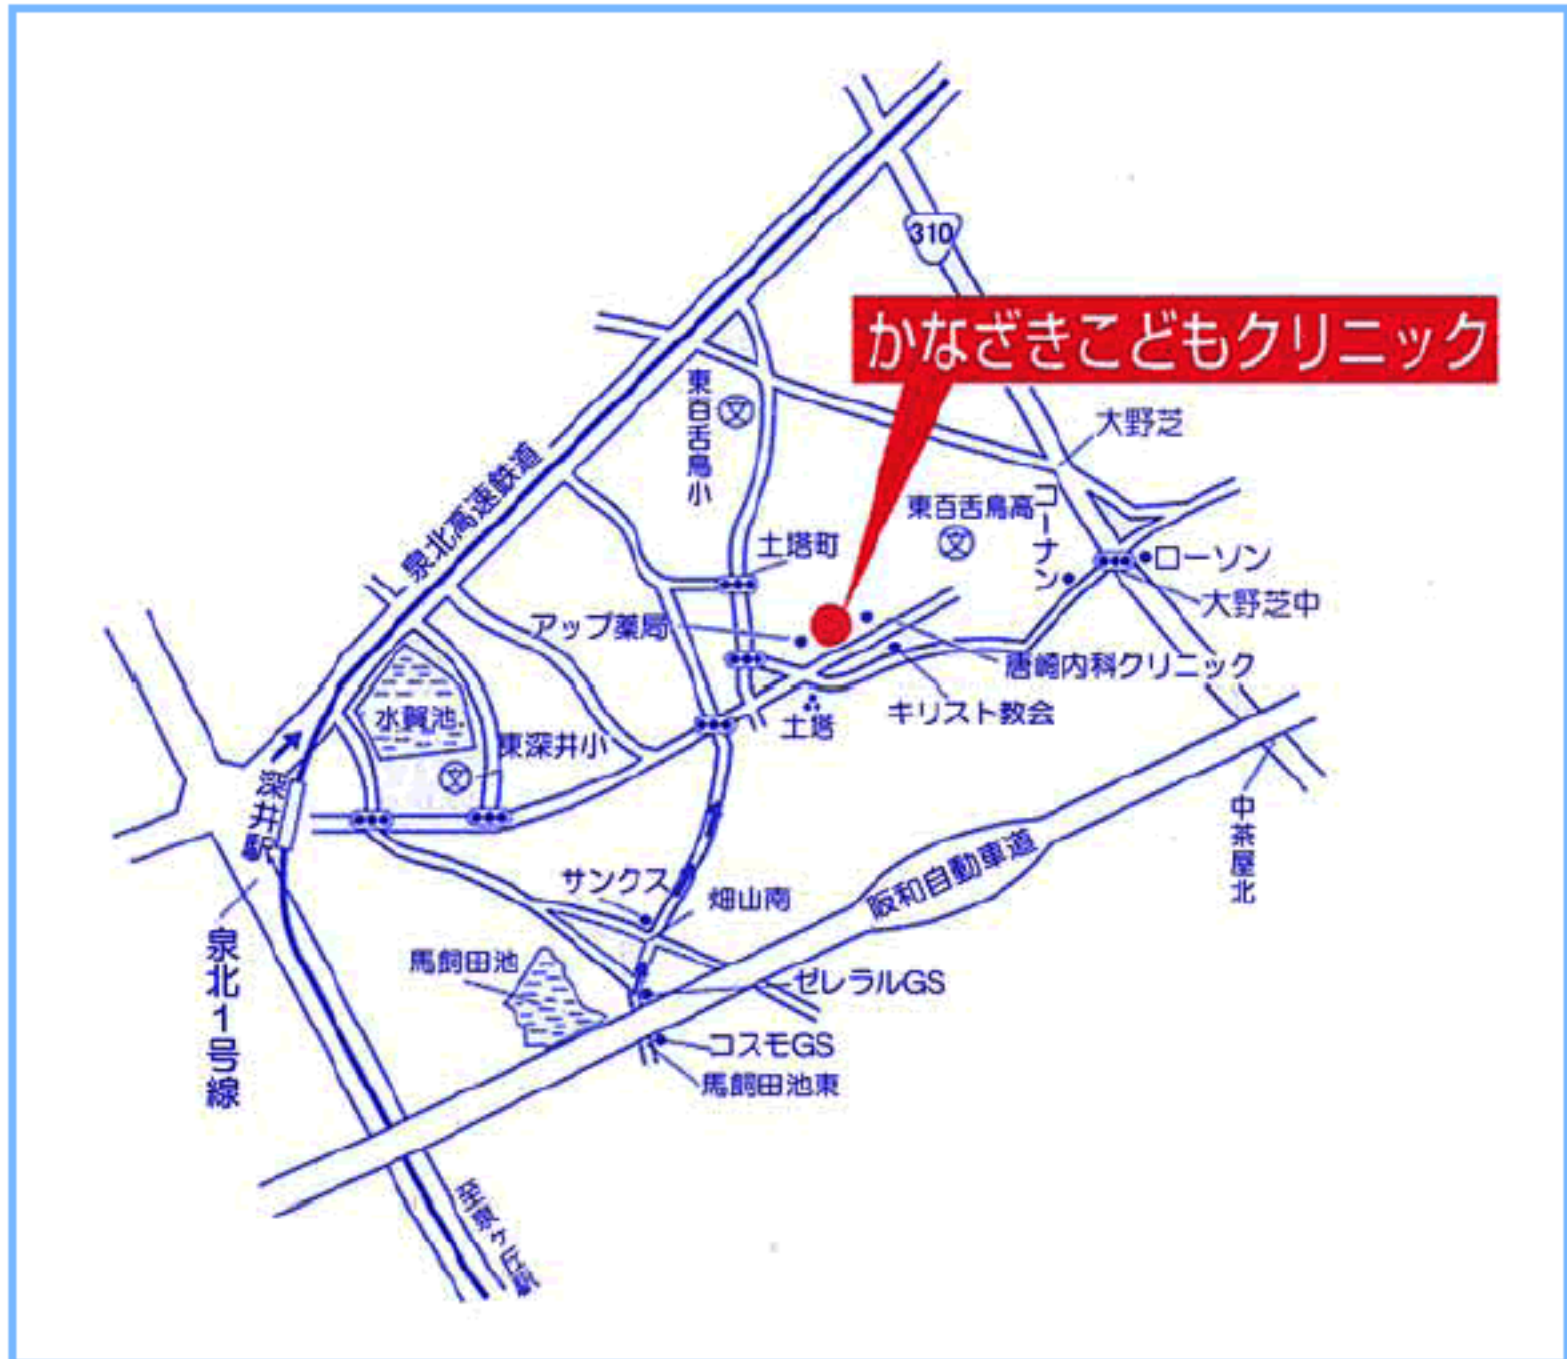 310
かなざきこどもクリニック
大野芝
東百舌鳥小
文
東百舌鳥高
文
コーナン
ローソン
大野芝中
泉北高速鉄道
土塔町
アップ薬局
唐崎内科クリニック
キリスト教会
土塔
水賀池
東深井小
文
深井駅
中茶屋北
阪和自動車道
サンクス
畑山南
泉北1号線
馬飼田池
ゼレラルGS
コスモGS
馬飼田池東
至泉ヶ丘駅